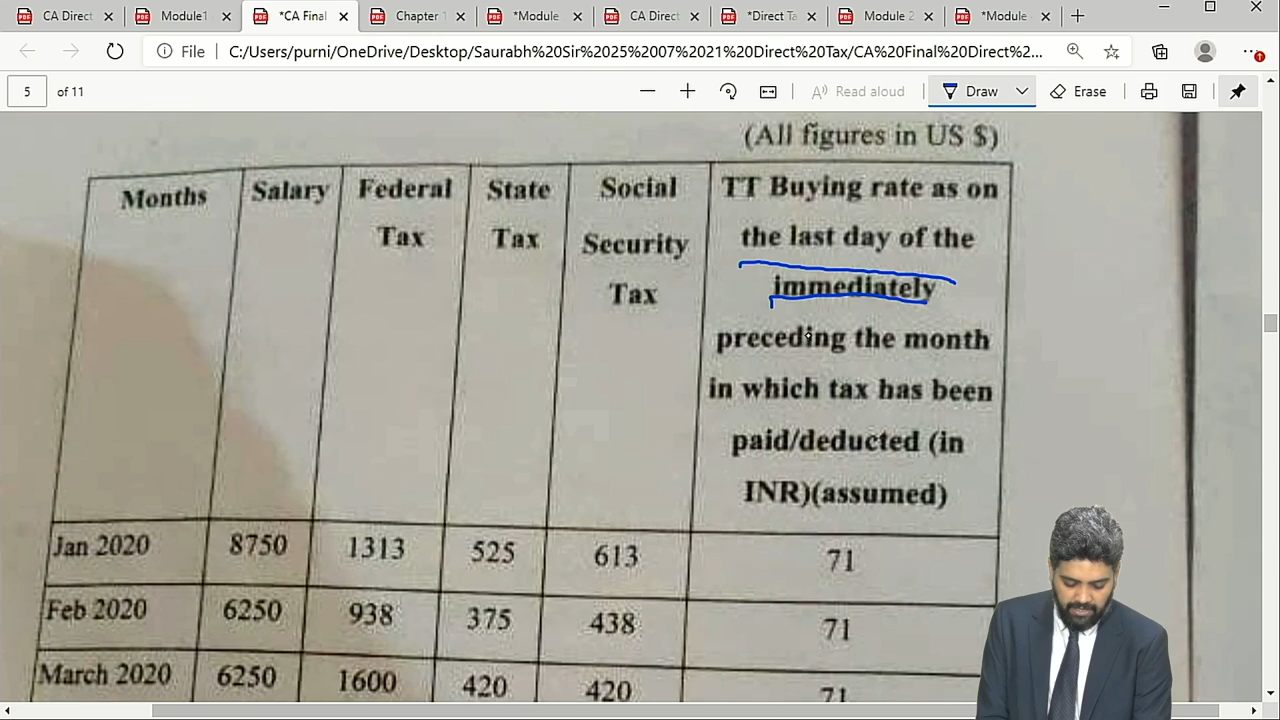 CA Direct
Module1
*CA Final
Chapter 1
*Module
CA Direct
*Direct Ta
Module 2
*Module
File
C:/Users/purni/OneDrive/Desktop/Saurabh%20Sir%2025%2007%2021%20Direct%20Tax/CA%20Final%20Direct%2...
5 of 11
Read aloud
Draw
Erase
(All figures in US $)
Months Salary Federal Tax State Tax Social Security Tax TT Buying rate as on the last day of the immediately preceding the month in which tax has been paid/deducted (in INR)(assumed)
Jan 2020 8750 1313 525 613 71
Feb 2020 6250 938 375 438 71
March 2020 6250 1600 420 420 71